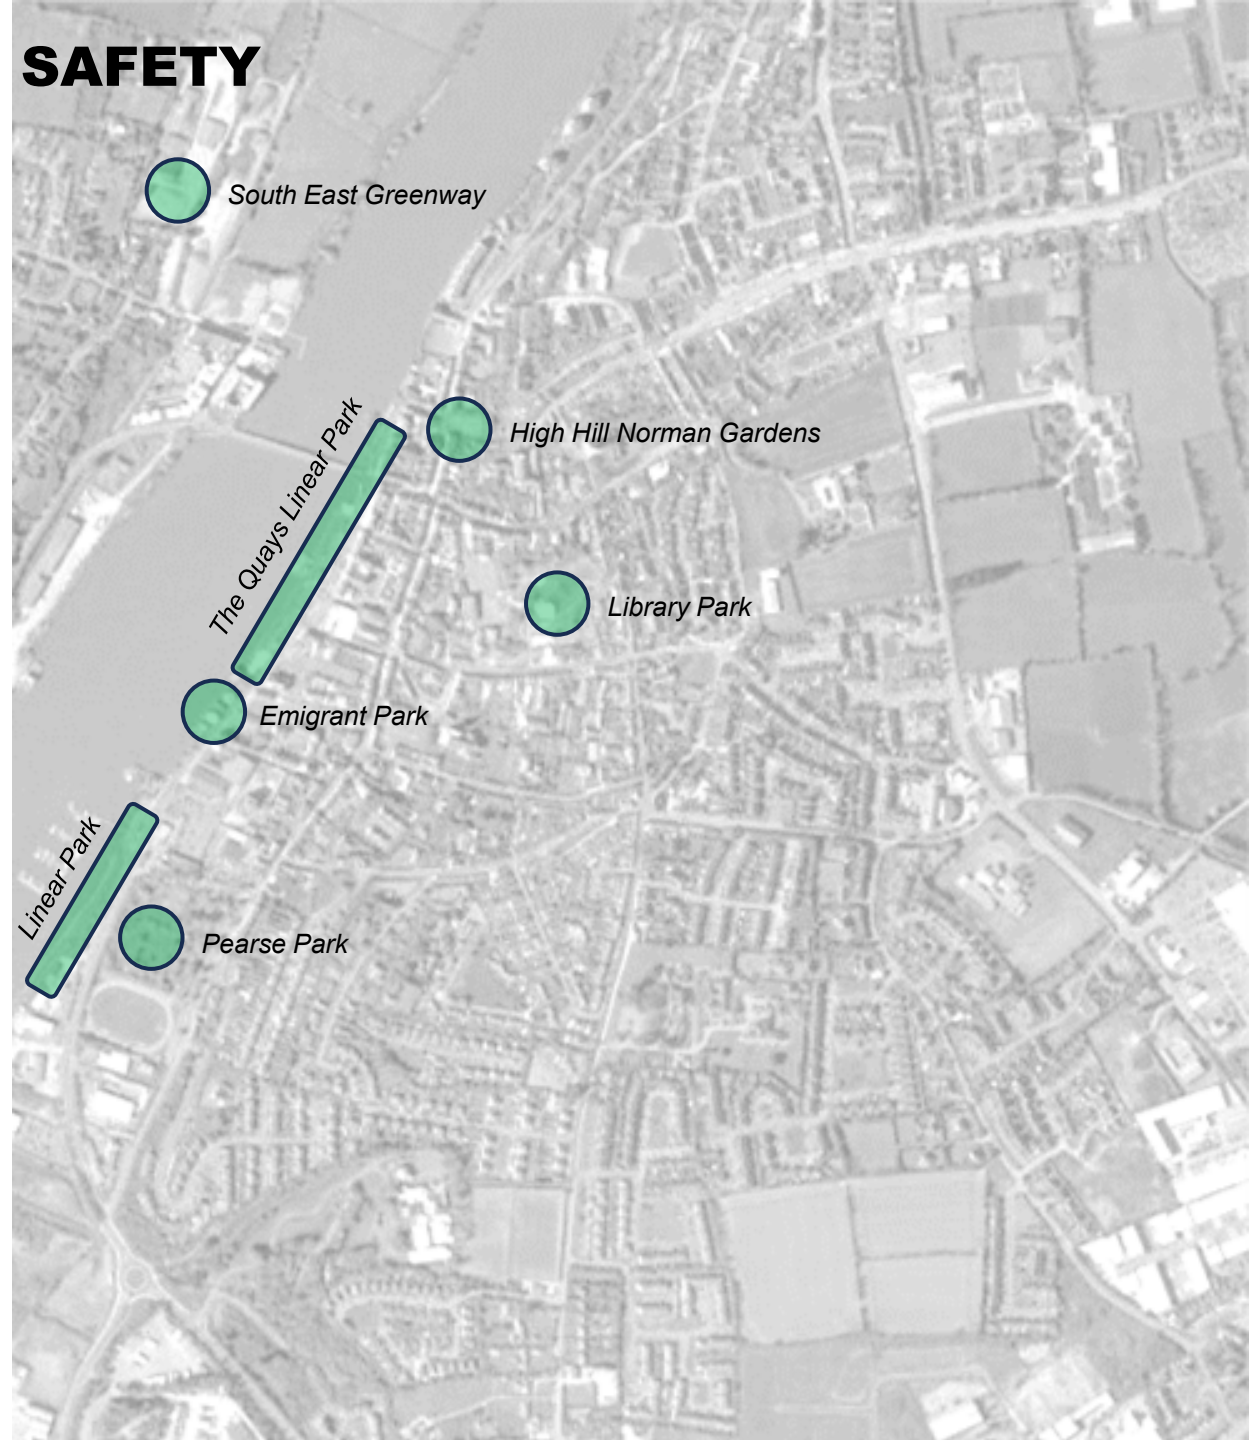 SAFETY
South East Greenway
The Quays Linear Park
High Hill Norman Gardens
Library Park
Emigrant Park
Linear Park
Pearse Park